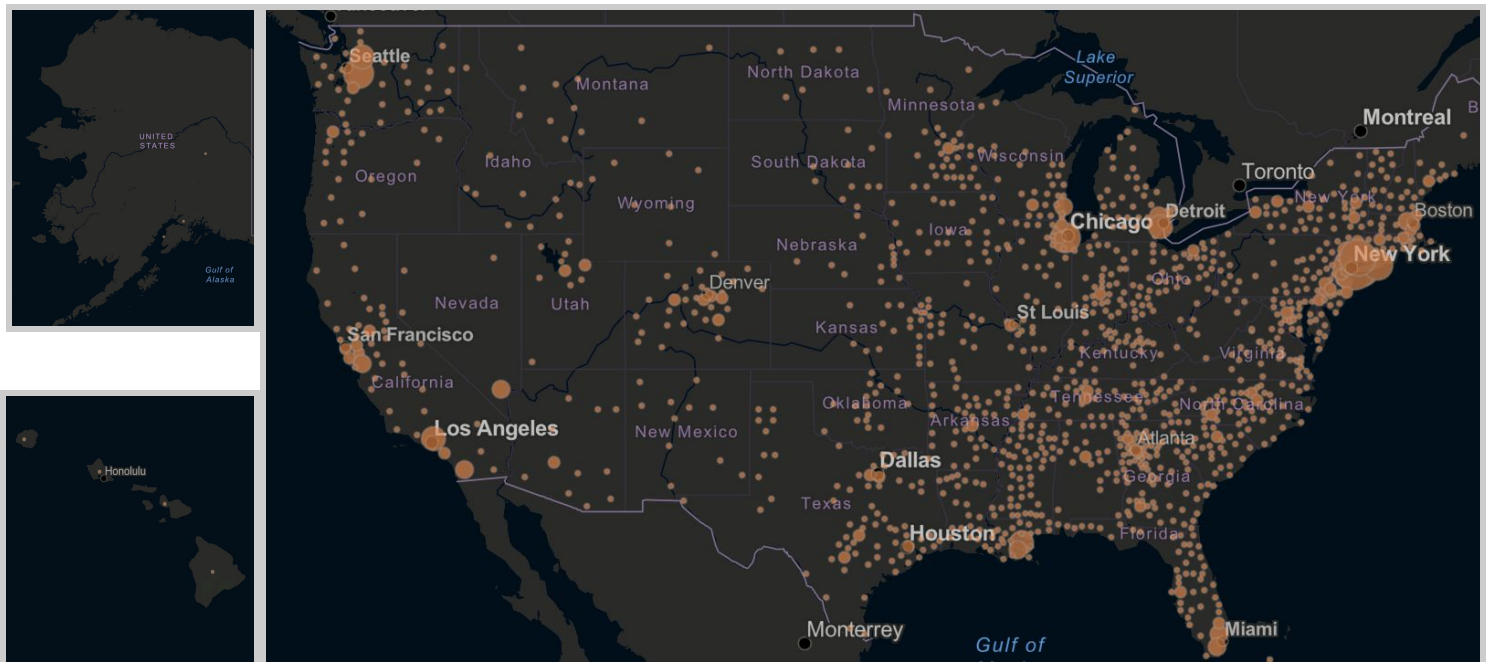 UNITED
STATES
Gulf of
Alaska
Honolulu
Seattle
Montana
North Dakota
Lake
Superior
Minnesota
Montreal
Idaho
South Dakota
Wisconsin
Toronto
Oregon
Wyoming
New York
Chicago
Detroit
Boston
Iowa
Nebraska
New York
Denver
Ohio
Nevada
Utah
St Louis
San Francisco
Kansas
Kentucky
Virginia
California
Oklahoma
Tennessee
North Carolina
Los Angeles
New Mexico
Arkansas
Atlanta
Dallas
Georgia
Texas
Houston
Florida
Monterrey
Miami
Gulf of